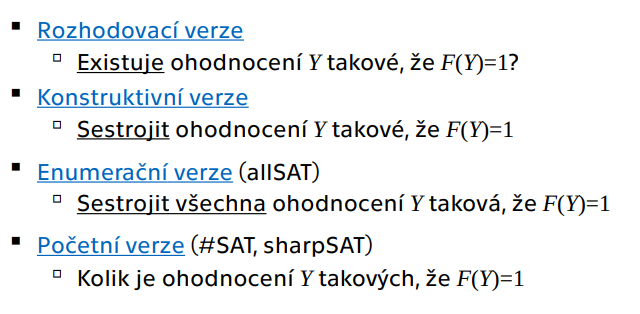 Rozhodovací verze
Existuje ohodnocení Y takové, že F(Y)=1?
Konstruktivní verze
Sestrojit ohodnocení Y takové, že F(Y)=1
Enumerační verze (allSAT)
Sestrojit všechna ohodnocení Y taková, že F(Y)=1
Početní verze (#SAT, sharpSAT)
Kolik je ohodnocení Y takových, že F(Y)=1